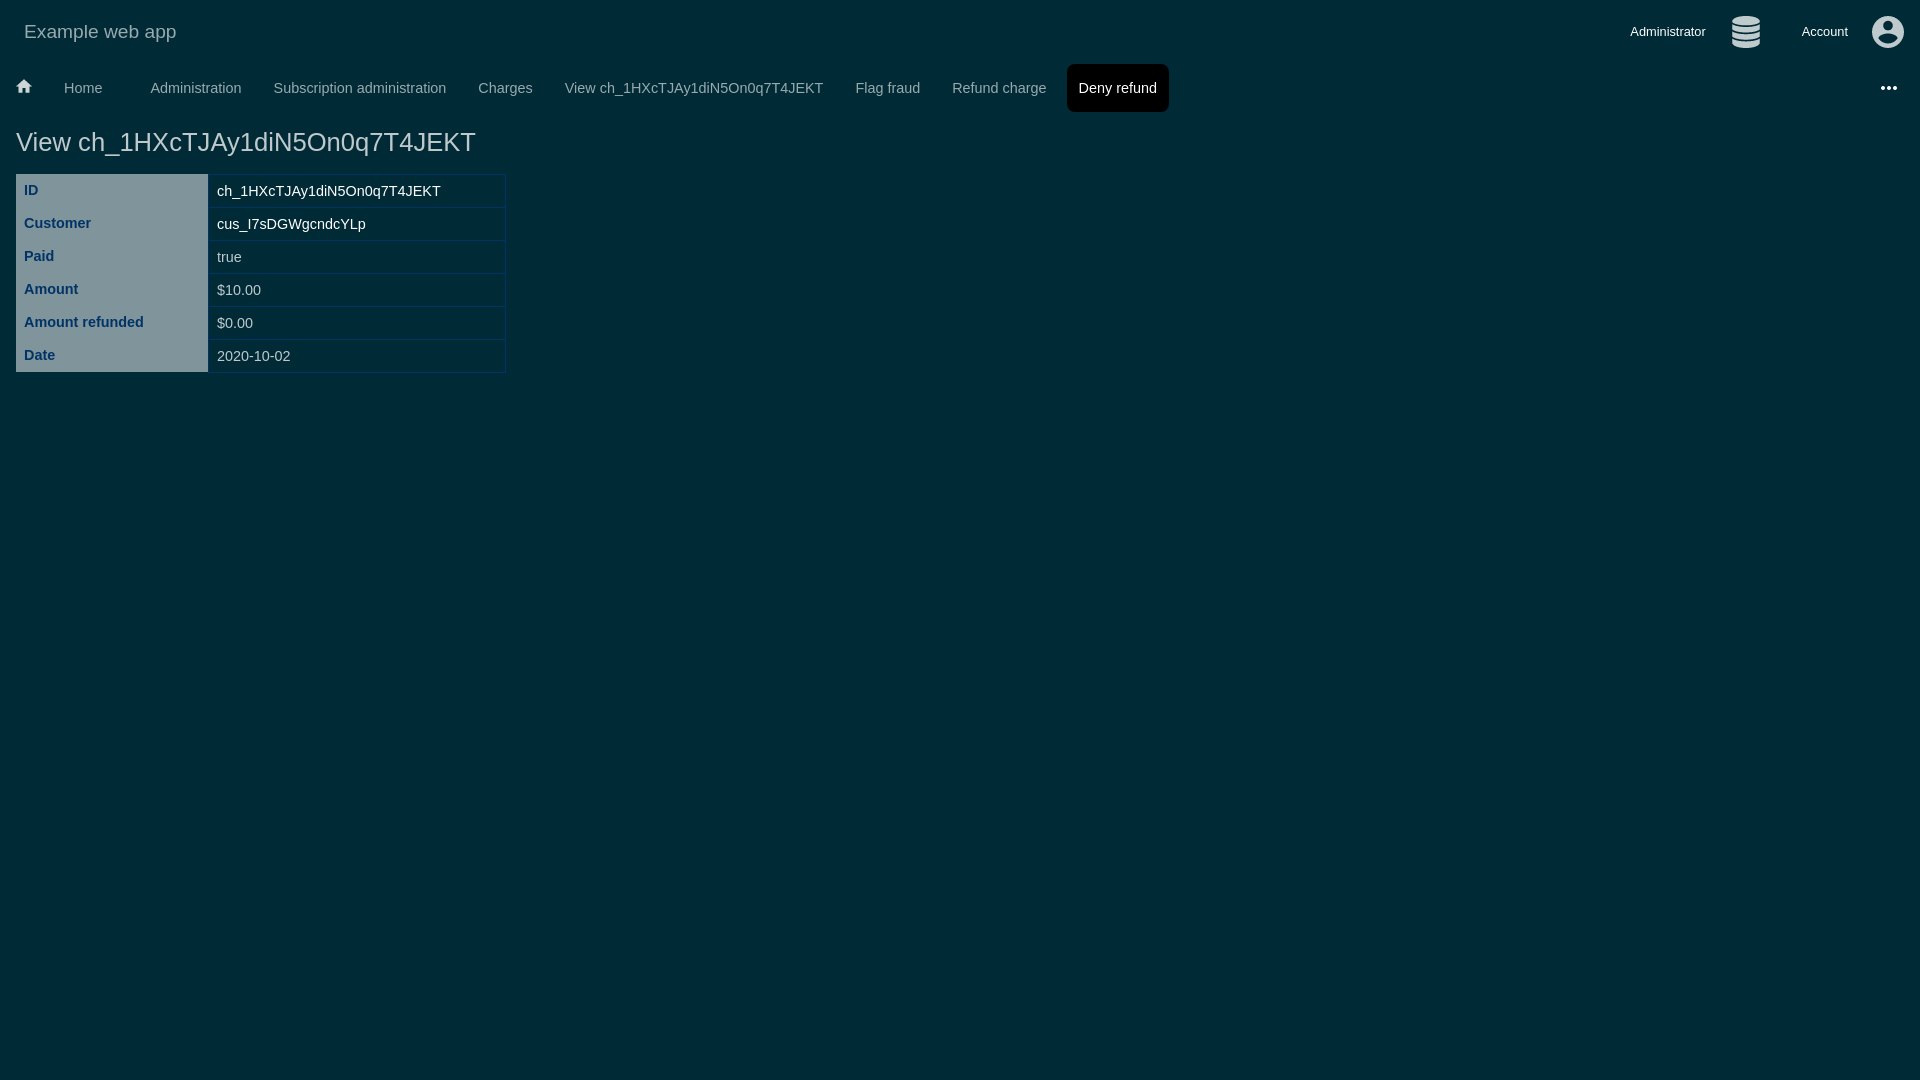 Example web app
Administrator
Account
Home
Administration
Subscription administration
Charges
View ch_1HXcTJAy1diN5On0q7T4JEKT
Flag fraud
Refund charge
Deny refund
View ch_1HXcTJAy1diN5On0q7T4JEKT
ID ch_1HXcTJAy1diN5On0q7T4JEKT
Customer cus_I7sDGWgcndcYLp
Paid true
Amount $10.00
Amount refunded $0.00
Date 2020-10-02